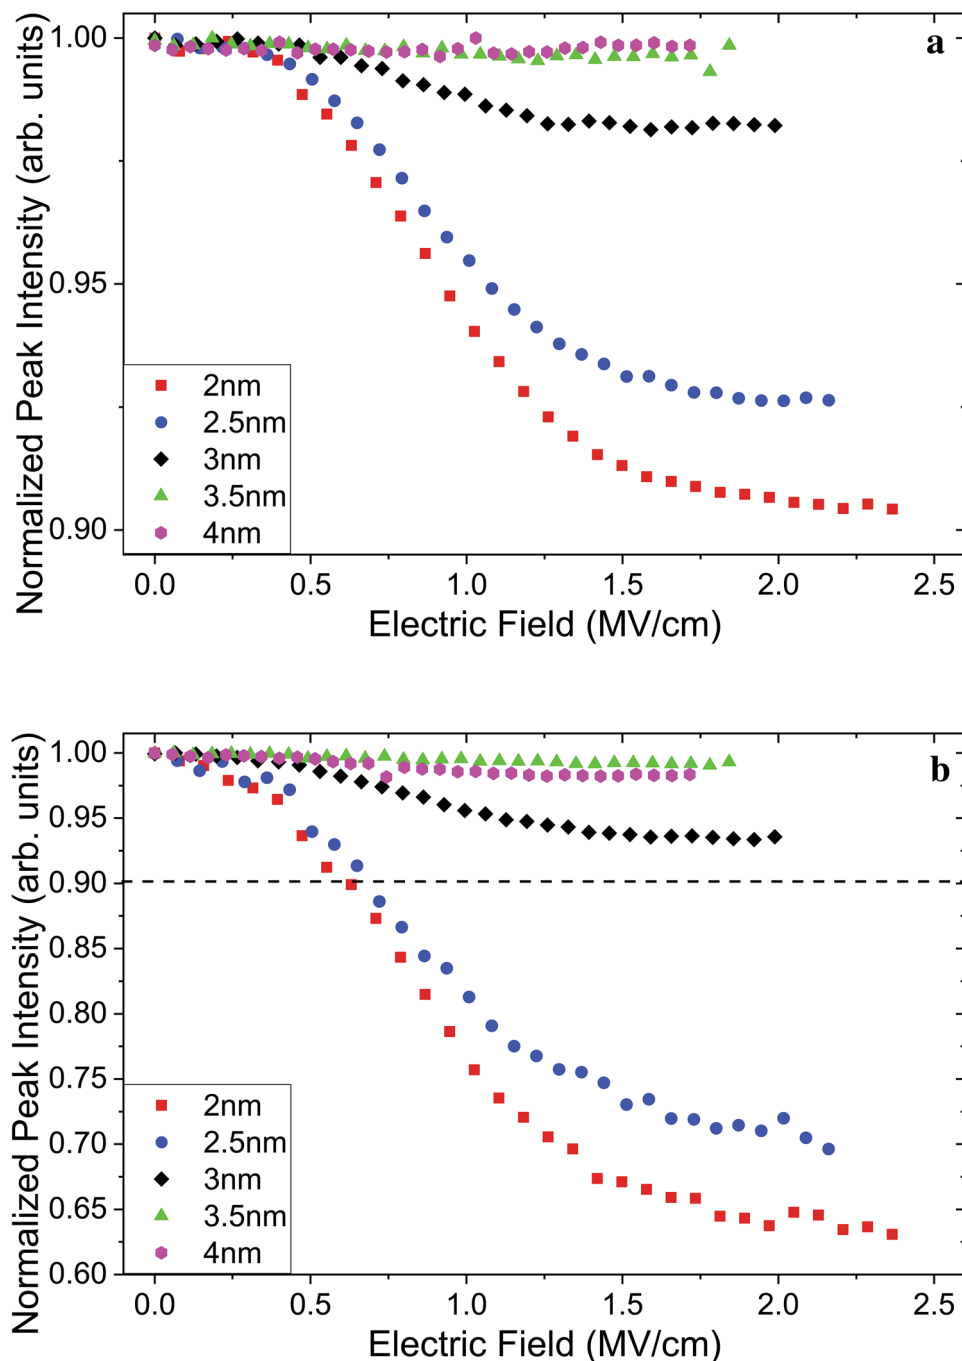 a
Normalized Peak Intensity (arb. units)
1.00
0.95
0.90
2nm
2.5nm
3nm
3.5nm
4nm
0.0 0.5 1.0 1.5 2.0 2.5
Electric Field (MV/cm)
b
Normalized Peak Intensity (arb. units)
1.00
0.95
0.90
0.85
0.80
0.75
0.70
0.65
0.60
2nm
2.5nm
3nm
3.5nm
4nm
0.0 0.5 1.0 1.5 2.0 2.5
Electric Field (MV/cm)